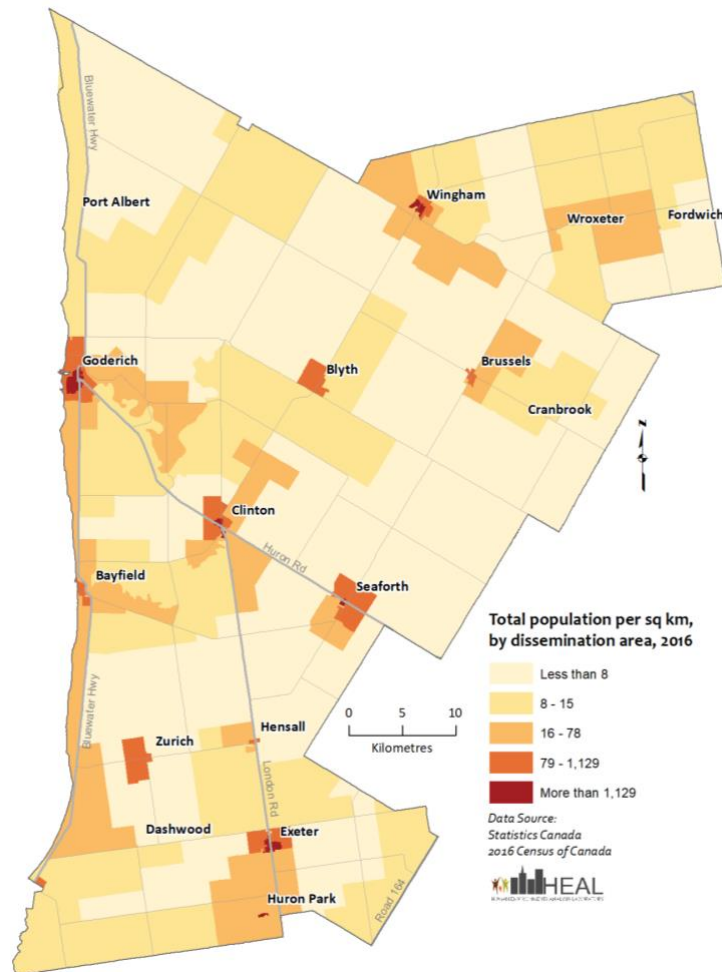 Bluewater Hwy
Port Albert
Wingham
Wroxeter
Fordwich
Goderich
Blyth
Brussels
Cranbrook
N
Clinton
Huron Rd
Bayfield
Seaforth
Bluewater Hwy
Zurich
Hensall
London Rd
Dashwood
Exeter
Huron Park
Road 164
0 5 10
Kilometres
Total population per sq km,
by dissemination area, 2016
Less than 8
8 - 15
16 - 78
79 - 1,129
More than 1,129
Data Source:
Statistics Canada
2016 Census of Canada
HEAL